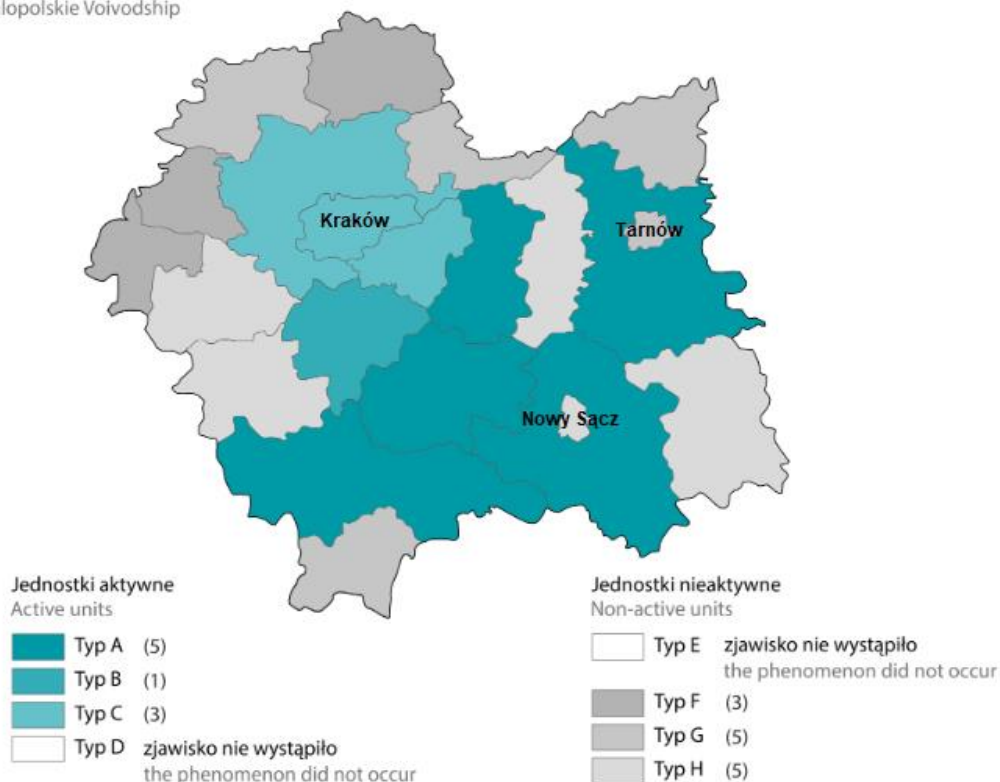 lopolskie Voivodship
Kraków
Tarnów
Nowy Sącz
Jednostki aktywne
Active units
Typ A (5)
Typ B (1)
Typ C (3)
Typ D zjawisko nie wystąpiło
the phenomenon did not occur
Jednostki nieaktywne
Non-active units
Typ E zjawisko nie wystąpiło
the phenomenon did not occur
Typ F (3)
Typ G (5)
Typ H (5)